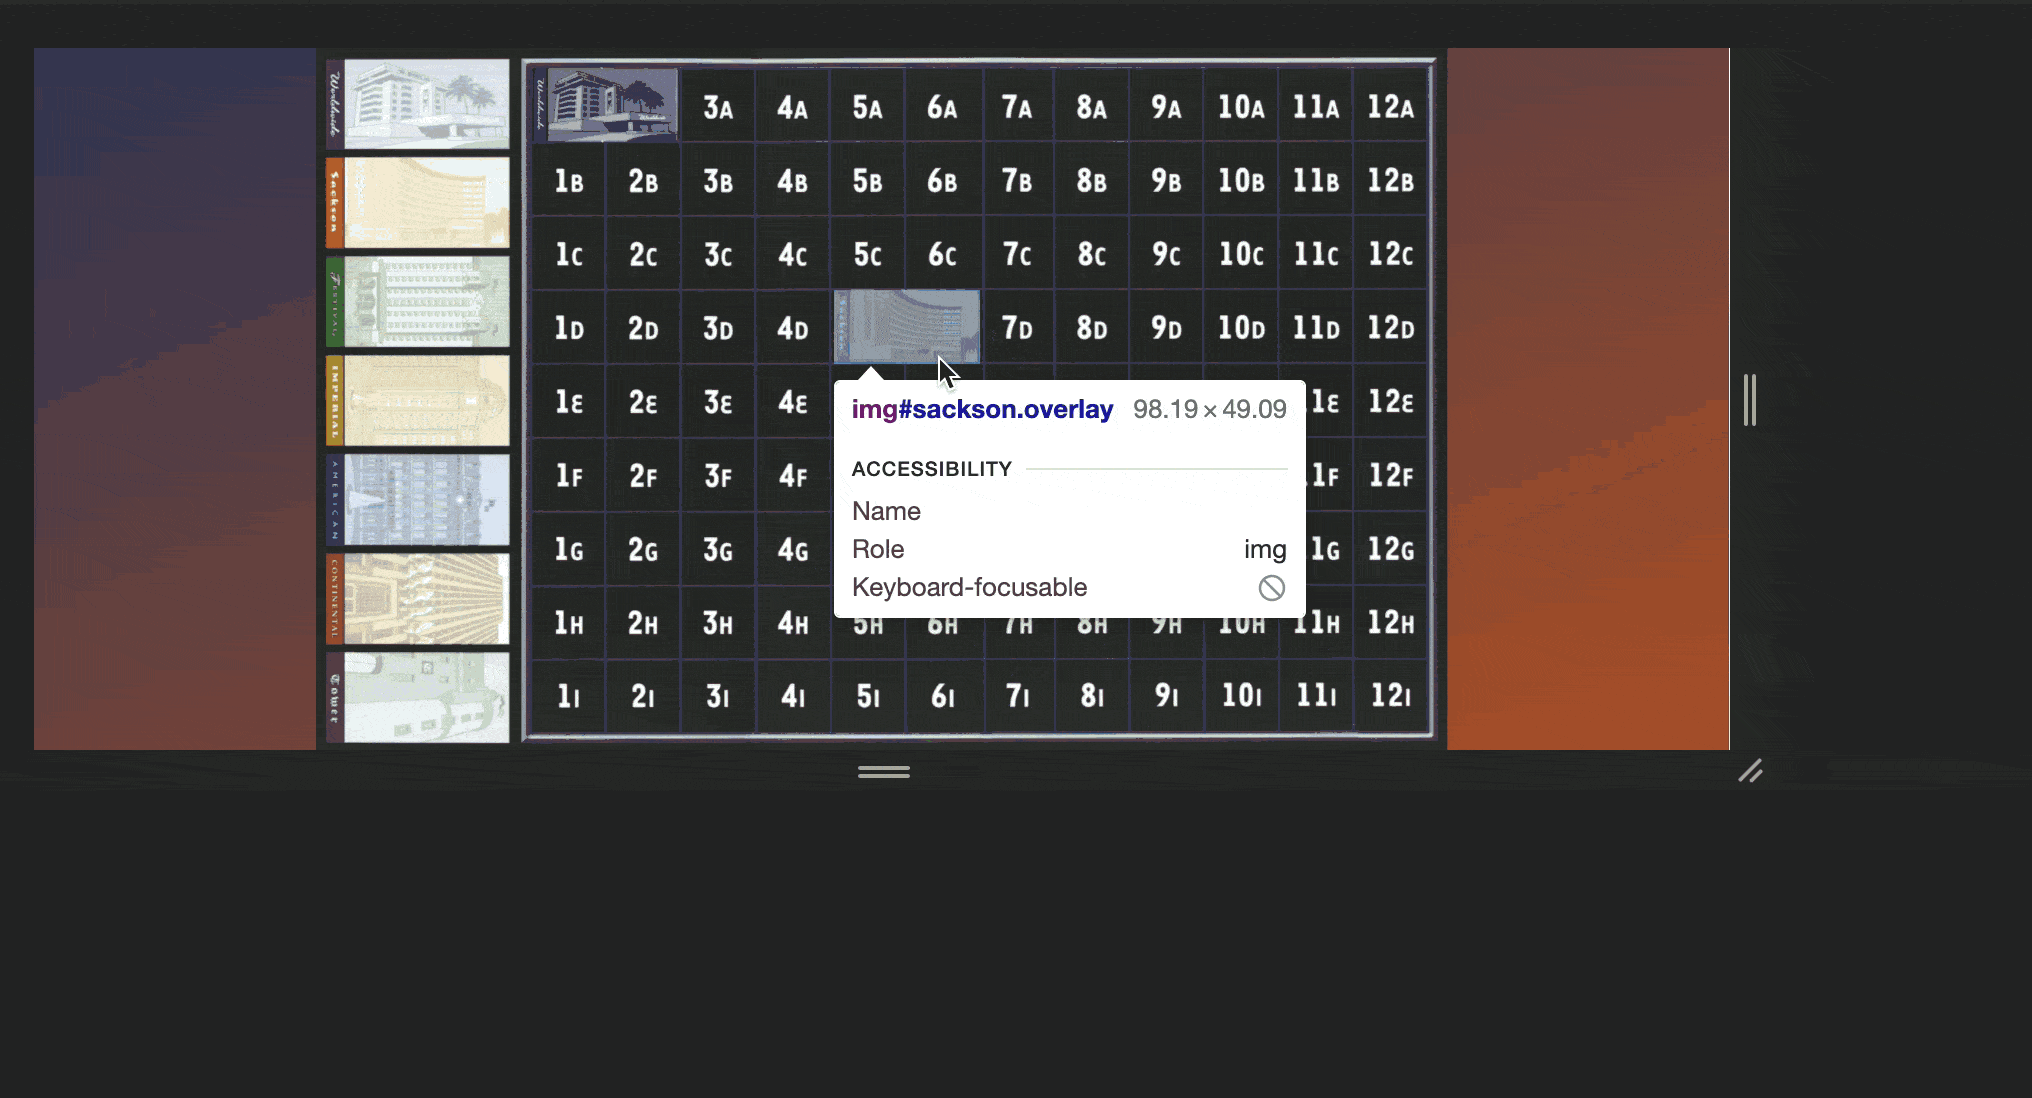 Worldwide
Sackson
FESTIVAL
IMPERIAL
AMERICAN
CONTINENTAL
Tower
Worldwide
3A 4A 5A 6A 7A 8A 9A 10A 11A 12A
1B 2B 3B 4B 5B 6B 7B 8B 9B 10B 11B 12B
1C 2C 3C 4C 5C 6C 7C 8C 9C 10C 11C 12C
1D 2D 3D 4D 7D 8D 9D 10D 11D 12D
1E 2E 3E 4E 1E 12E
1F 2F 3F 4F 1F 12F
1G 2G 3G 4G 1G 12G
1H 2H 3H 4H 5H 6H 7H 8H 9H 10H 11H 12H
1I 2I 3I 4I 5I 6I 7I 8I 9I 10I 11I 12I
img#sackson.overlay 98.19 × 49.09
ACCESSIBILITY
Name
Role img
Keyboard-focusable